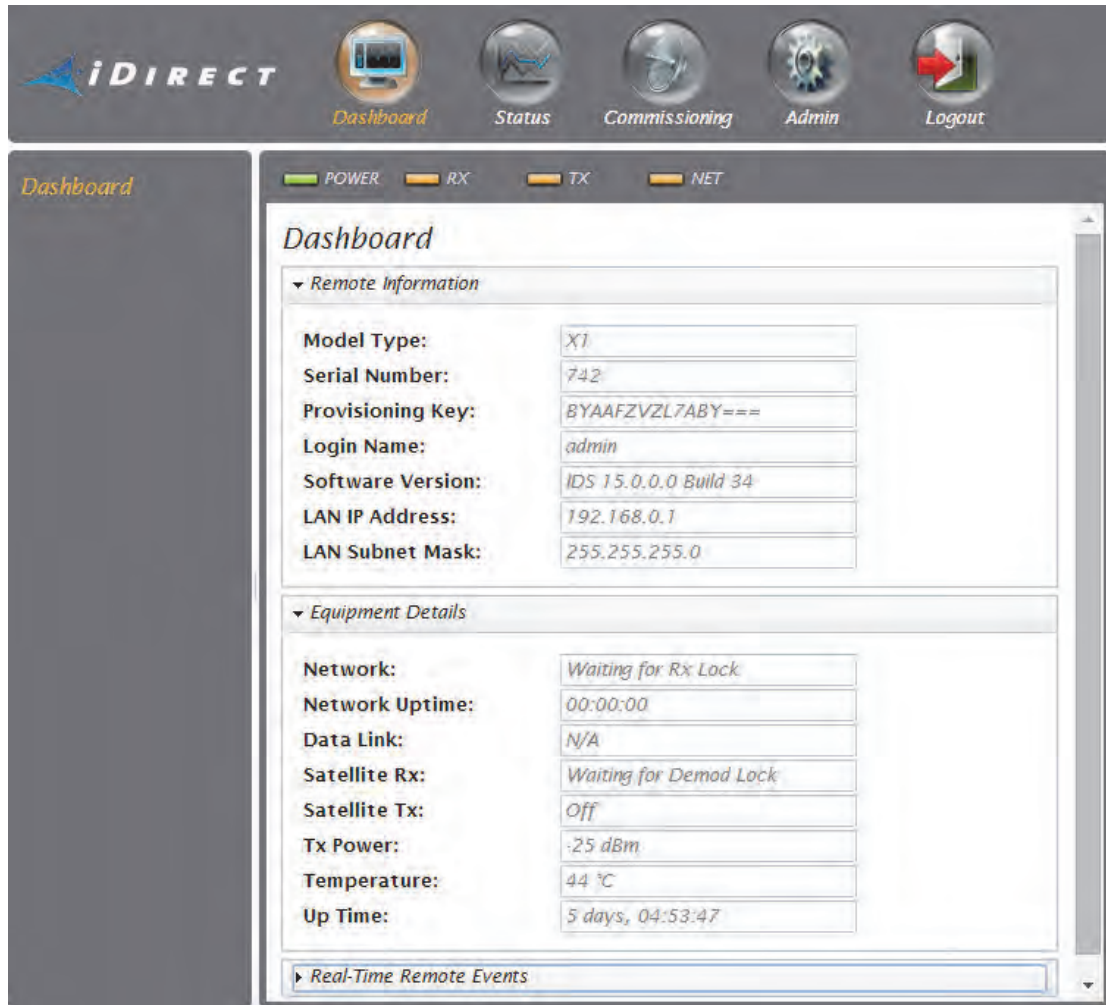 iDIRECT
Dashboard Status Commissioning Admin Logout
Dashboard
POWER RX TX NET
Dashboard
Remote Information
Model Type: X1
Serial Number: 742
Provisioning Key: BYAAFZVZL7ABY===
Login Name: admin
Software Version: IDS 15.0.0.0 Build 34
LAN IP Address: 192.168.0.1
LAN Subnet Mask: 255.255.255.0
Equipment Details
Network: Waiting for Rx Lock
Network Uptime: 00:00:00
Data Link: N/A
Satellite Rx: Waiting for Demod Lock
Satellite Tx: Off
Tx Power: -25 dBm
Temperature: 44 °C
Up Time: 5 days, 04:53:47
Real-Time Remote Events